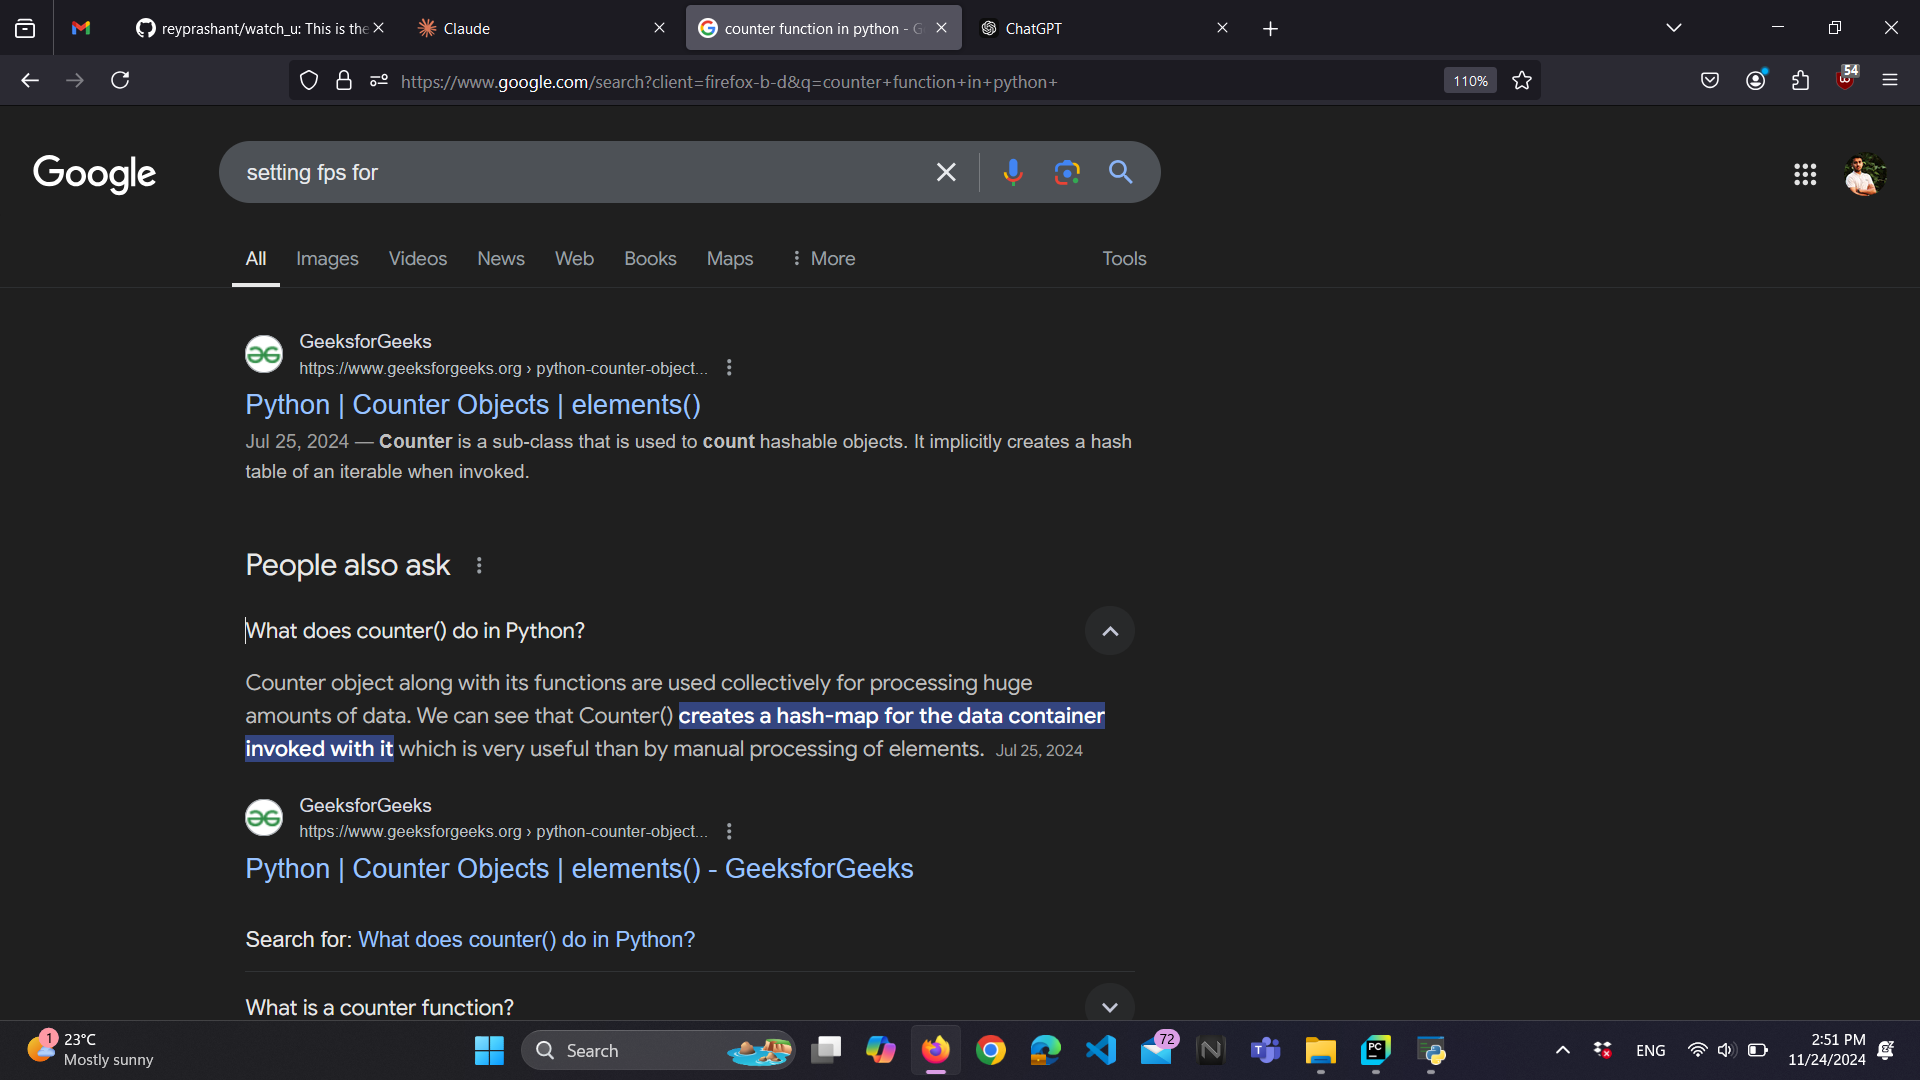 reyprashant/watch_u: This is the
Claude
counter function in python - G
ChatGPT
https://www.google.com/search?client=firefox-b-d&q=counter+function+in+python+
110%
54
Google
setting fps for
All
Images
Videos
News
Web
Books
Maps
More
Tools
GeeksforGeeks
https://www.geeksforgeeks.org › python-counter-object...
Python | Counter Objects | elements()
Jul 25, 2024 — Counter is a sub-class that is used to count hashable objects. It implicitly creates a hash
table of an iterable when invoked.
People also ask
What does counter() do in Python?
Counter object along with its functions are used collectively for processing huge
amounts of data. We can see that Counter() creates a hash-map for the data container
invoked with it which is very useful than by manual processing of elements. Jul 25, 2024
GeeksforGeeks
https://www.geeksforgeeks.org › python-counter-object...
Python | Counter Objects | elements() - GeeksforGeeks
Search for: What does counter() do in Python?
What is a counter function?
1
23°C
Mostly sunny
Search
72
N
T
PC
ENG
2:51 PM
11/24/2024